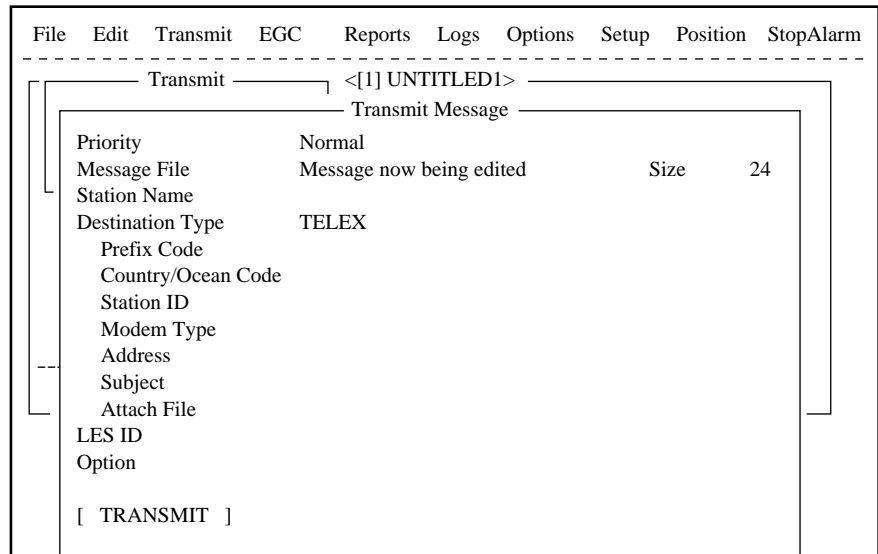 File Edit Transmit EGC Reports Logs Options Setup Position StopAlarm
Transmit <[1] UNTITLED1>
Transmit Message
Priority Normal
Message File Message now being edited Size 24
Station Name
Destination Type TELEX
Prefix Code
Country/Ocean Code
Station ID
Modem Type
Address
Subject
Attach File
LES ID
Option
[ TRANSMIT ]